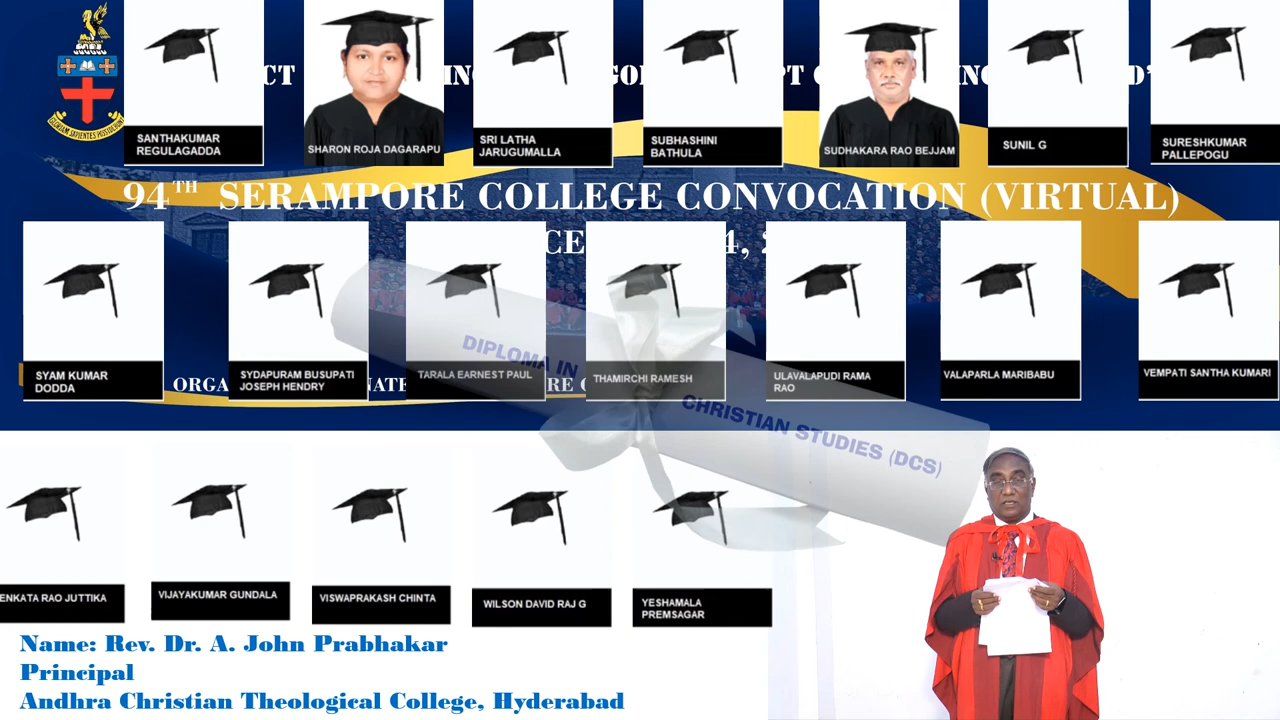 SANTHAKUMAR
REGULAGADDA
SHARON ROJA DAGARAPU
SRI LATHA
JARUGUMALLA
SUBHASHINI
BATHULA
SUDHAKARA RAO BEJJAM
SUNIL G
SURESHKUMAR
PALLEPOGU
94TH SERAMPORE COLLEGE CONVOCATION (VIRTUAL)
SYAM KUMAR
DODDA
SYDAPURAM BUSUPATI
JOSEPH HENDRY
TARALA EARNEST PAUL
THAMIRCHI RAMESH
ULAVALAPUDI RAMA
RAO
VALAPARLA MARIBABU
VEMPATI SANTHA KUMARI
DIPLOMA IN
CHRISTIAN STUDIES (DCS)
ENKATA RAO JUTTIKA
VIJAYAKUMAR GUNDALA
VISWAPRAKASH CHINTA
WILSON DAVID RAJ G
YESHAMALA
PREMSAGAR
Name: Rev. Dr. A. John Prabhakar
Principal
Andhra Christian Theological College, Hyderabad